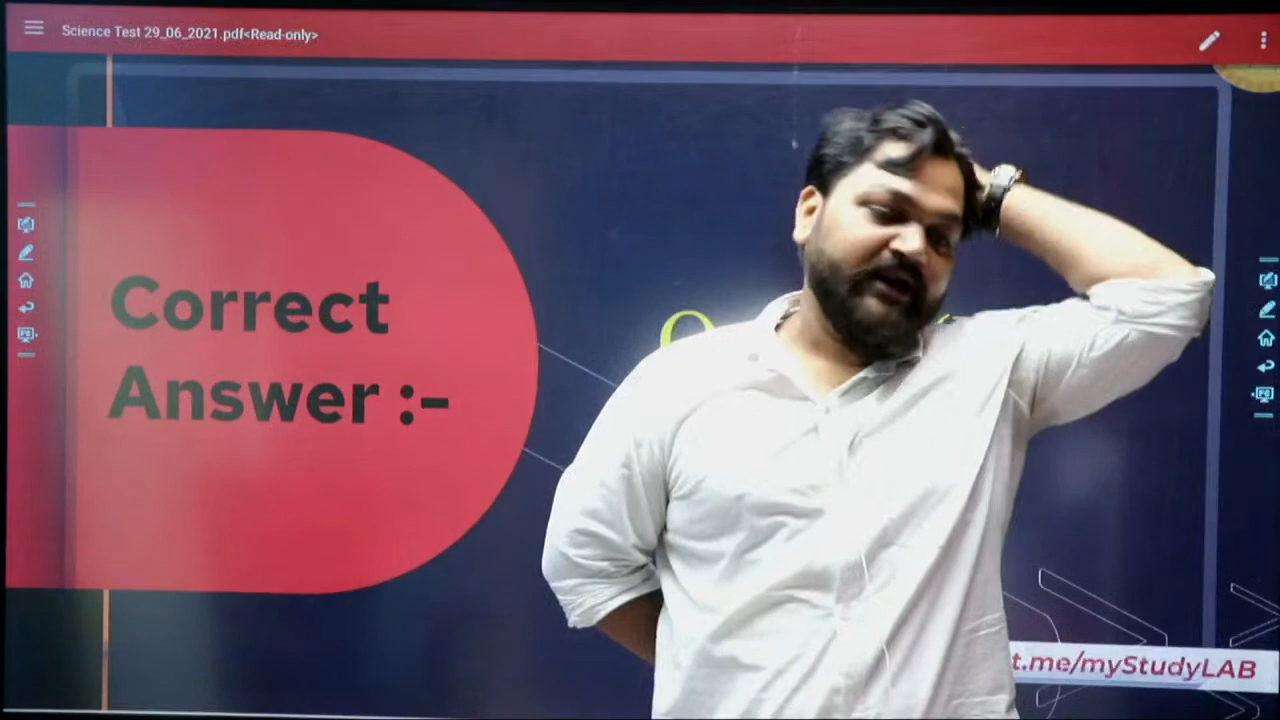 Science Test 29_06_2021.pdf<Read-only>
Correct
Answer :-
t.me/myStudyLAB